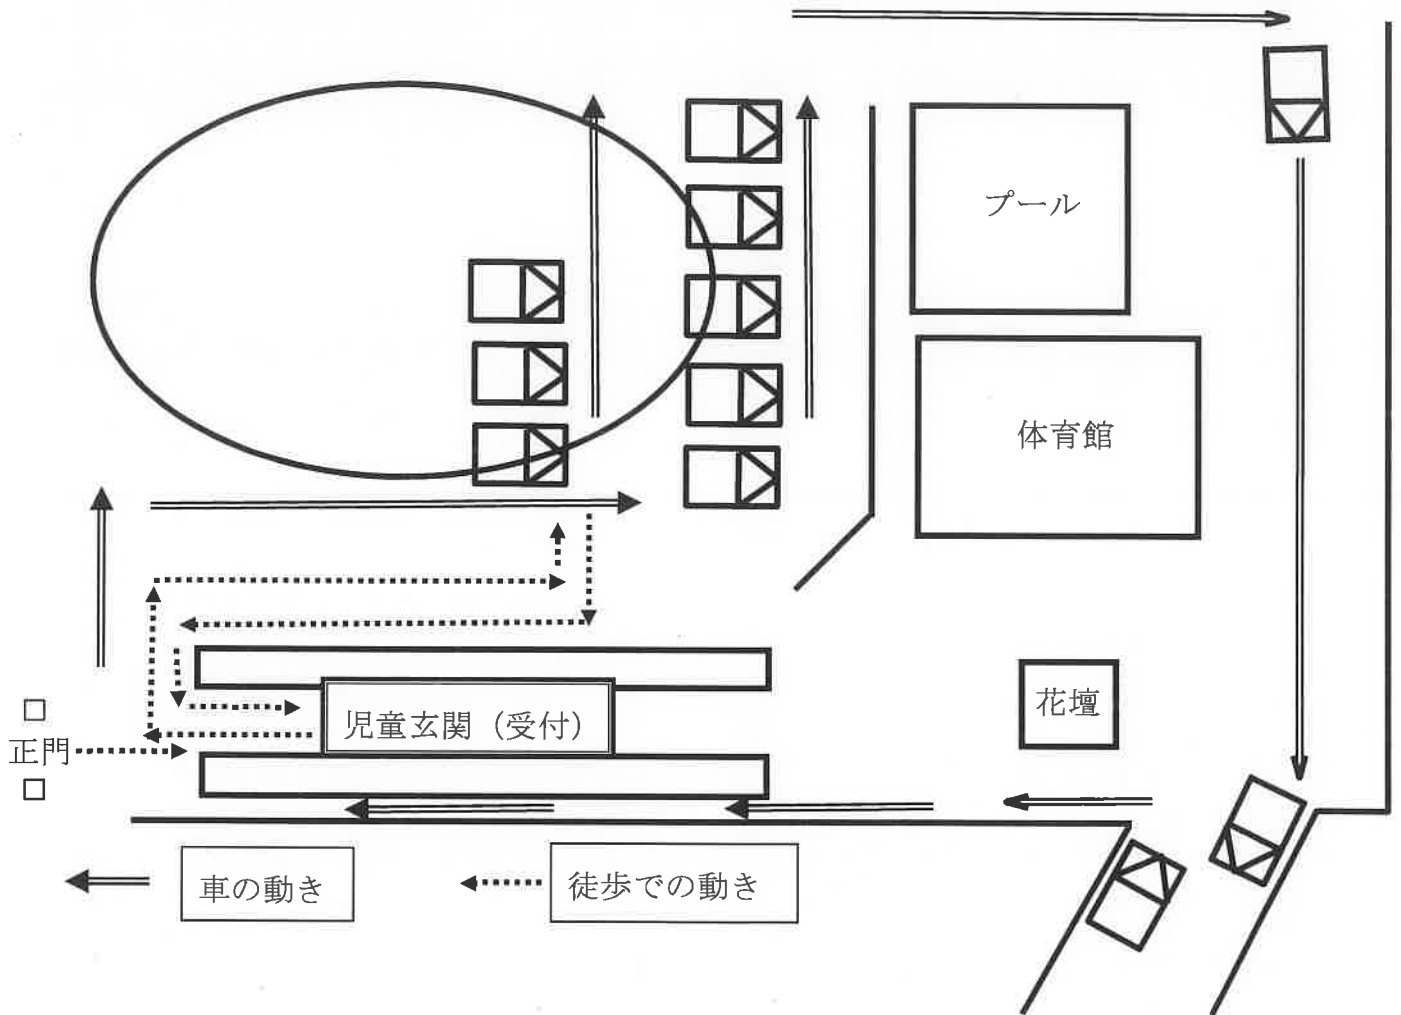 プール
体育館
児童玄関（受付）
花壇
正門
車の動き
徒歩での動き